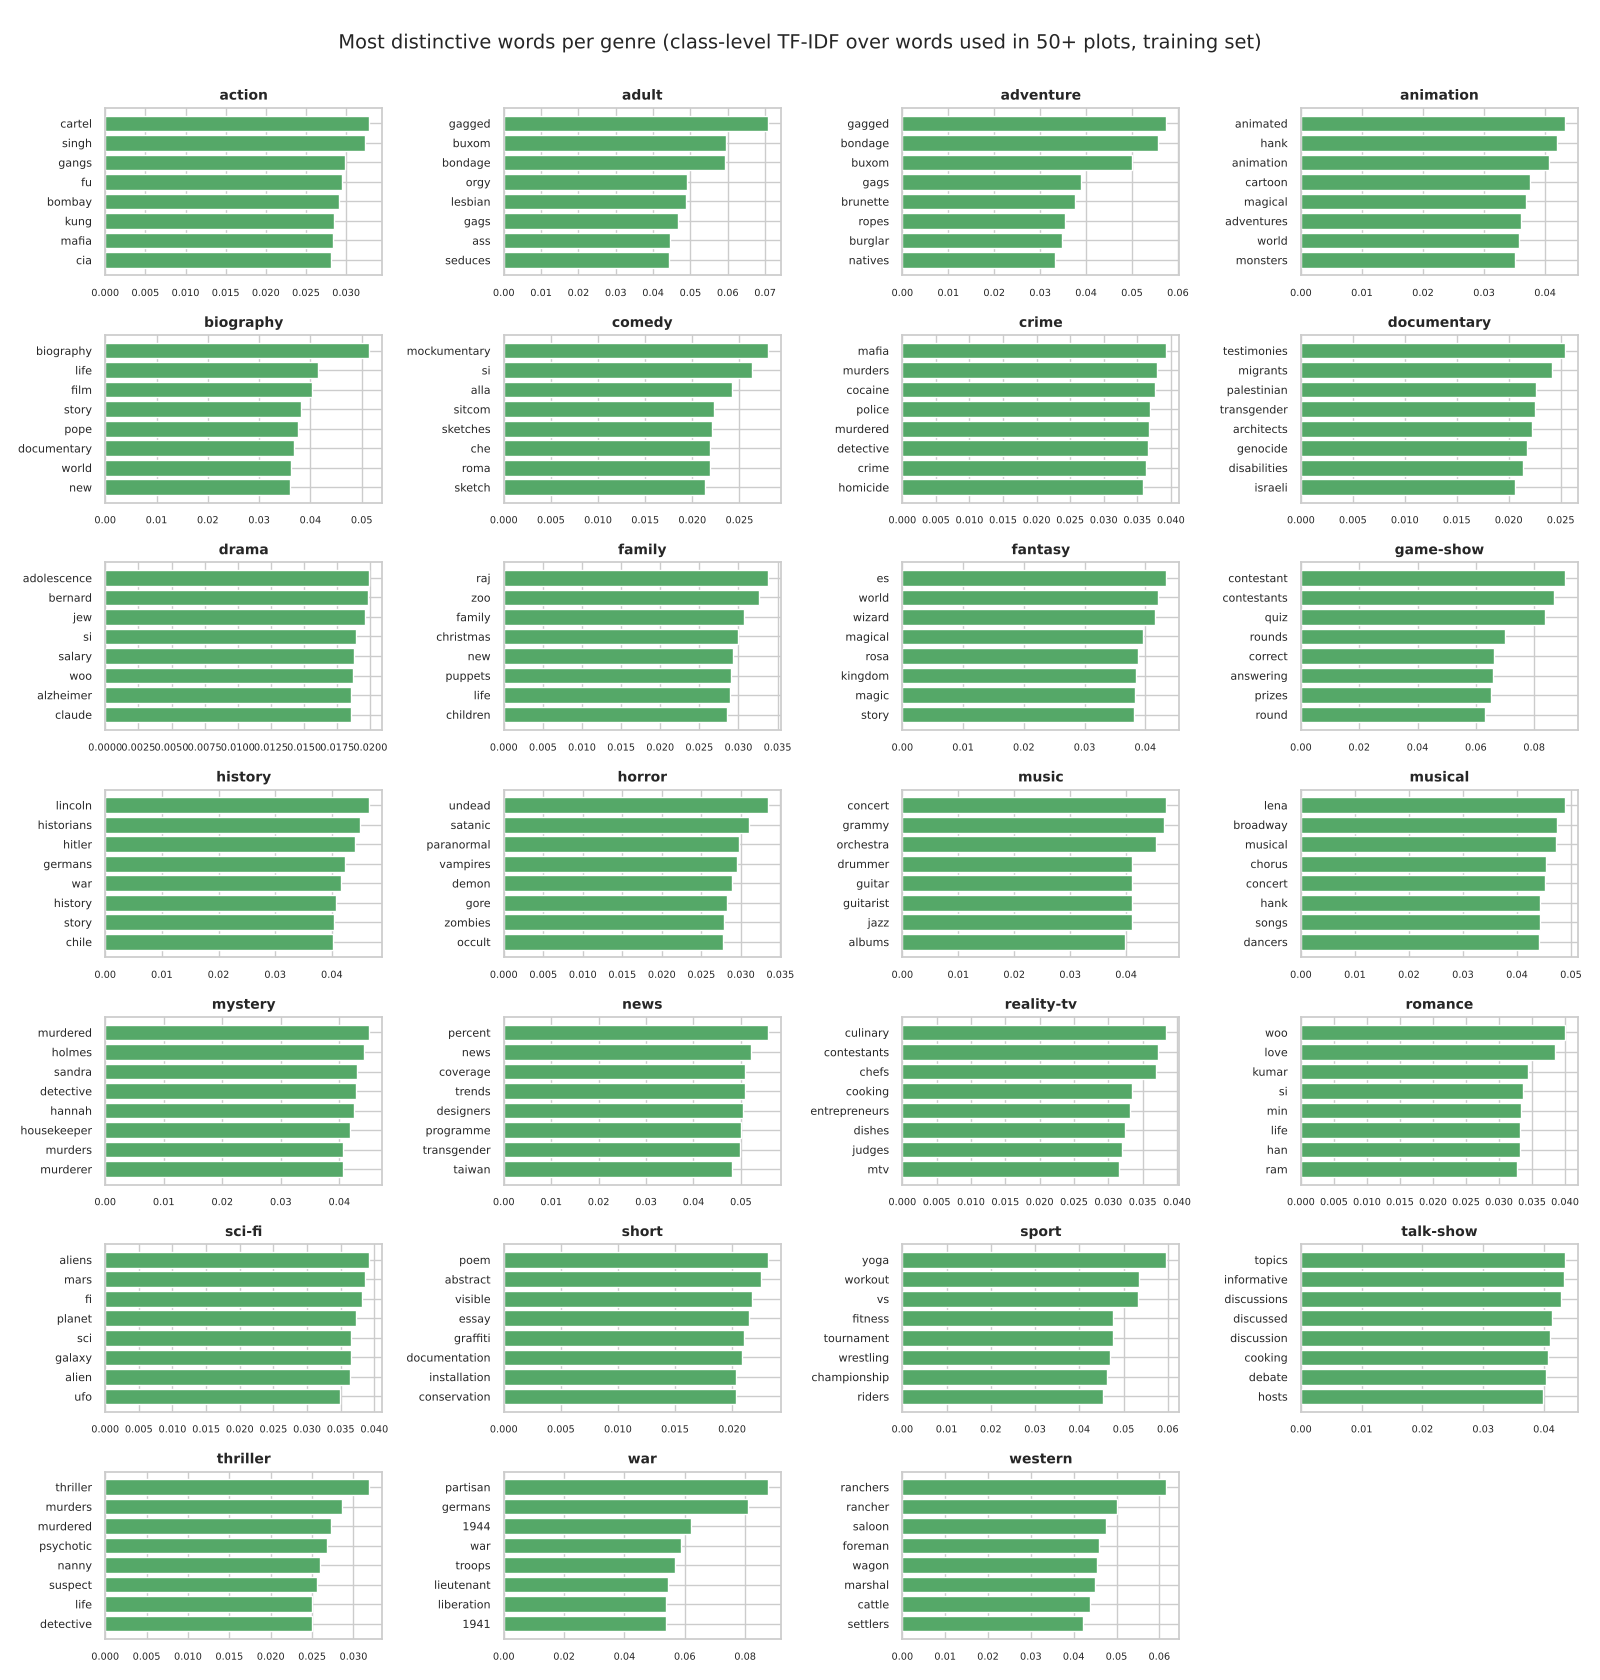 Most distinctive words per genre (class-level TF-IDF over words used in 50+ plots, training set)
action
cartel
singh
gangs
fu
bombay
kung
mafia
cia
0.000 0.005 0.010 0.015 0.020 0.025 0.030
adult
gagged
buxom
bondage
orgy
lesbian
gags
ass
seduces
0.00 0.01 0.02 0.03 0.04 0.05 0.06 0.07
adventure
gagged
bondage
buxom
gags
brunette
ropes
burglar
natives
0.00 0.01 0.02 0.03 0.04 0.05 0.06
animation
animated
hank
animation
cartoon
magical
adventures
world
monsters
0.00 0.01 0.02 0.03 0.04
biography
biography
life
film
story
pope
documentary
world
new
0.00 0.01 0.02 0.03 0.04 0.05
comedy
mockumentary
si
alla
sitcom
sketches
che
roma
sketch
0.000 0.005 0.010 0.015 0.020 0.025
crime
mafia
murders
cocaine
police
murdered
detective
crime
homicide
0.000 0.005 0.010 0.015 0.020 0.025 0.030 0.035 0.040
documentary
testimonies
migrants
palestinian
transgender
architects
genocide
disabilities
israeli
0.000 0.005 0.010 0.015 0.020 0.025
drama
adolescence
bernard
jew
si
salary
woo
alzheimer
claude
0.0000 0.0025 0.0050 0.0075 0.0100 0.0125 0.0150 0.0175 0.0200
family
raj
zoo
family
christmas
new
puppets
life
children
0.000 0.005 0.010 0.015 0.020 0.025 0.030 0.035
fantasy
es
world
wizard
magical
rosa
kingdom
magic
story
0.00 0.01 0.02 0.03 0.04
game-show
contestant
contestants
quiz
rounds
correct
answering
prizes
round
0.00 0.02 0.04 0.06 0.08
history
lincoln
historians
hitler
germans
war
history
story
chile
0.00 0.01 0.02 0.03 0.04
horror
undead
satanic
paranormal
vampires
demon
gore
zombies
occult
0.000 0.005 0.010 0.015 0.020 0.025 0.030 0.035
music
concert
grammy
orchestra
drummer
guitar
guitarist
jazz
albums
0.00 0.01 0.02 0.03 0.04
musical
lena
broadway
musical
chorus
concert
hank
songs
dancers
0.00 0.01 0.02 0.03 0.04 0.05
mystery
murdered
holmes
sandra
detective
hannah
housekeeper
murders
murderer
0.00 0.01 0.02 0.03 0.04
news
percent
news
coverage
trends
designers
programme
transgender
taiwan
0.00 0.01 0.02 0.03 0.04 0.05
reality-tv
culinary
contestants
chefs
cooking
entrepreneurs
dishes
judges
mtv
0.000 0.005 0.010 0.015 0.020 0.025 0.030 0.035 0.040
romance
woo
love
kumar
si
min
life
han
ram
0.000 0.005 0.010 0.015 0.020 0.025 0.030 0.035 0.040
sci-fi
aliens
mars
fi
planet
sci
galaxy
alien
ufo
0.000 0.005 0.010 0.015 0.020 0.025 0.030 0.035 0.040
short
poem
abstract
visible
essay
graffiti
documentation
installation
conservation
0.000 0.005 0.010 0.015 0.020
sport
yoga
workout
vs
fitness
tournament
wrestling
championship
riders
0.00 0.01 0.02 0.03 0.04 0.05 0.06
talk-show
topics
informative
discussions
discussed
discussion
cooking
debate
hosts
0.00 0.01 0.02 0.03 0.04
thriller
thriller
murders
murdered
psychotic
nanny
suspect
life
detective
0.000 0.005 0.010 0.015 0.020 0.025 0.030
war
partisan
germans
1944
war
troops
lieutenant
liberation
1941
0.00 0.02 0.04 0.06 0.08
western
ranchers
rancher
saloon
foreman
wagon
marshal
cattle
settlers
0.00 0.01 0.02 0.03 0.04 0.05 0.06